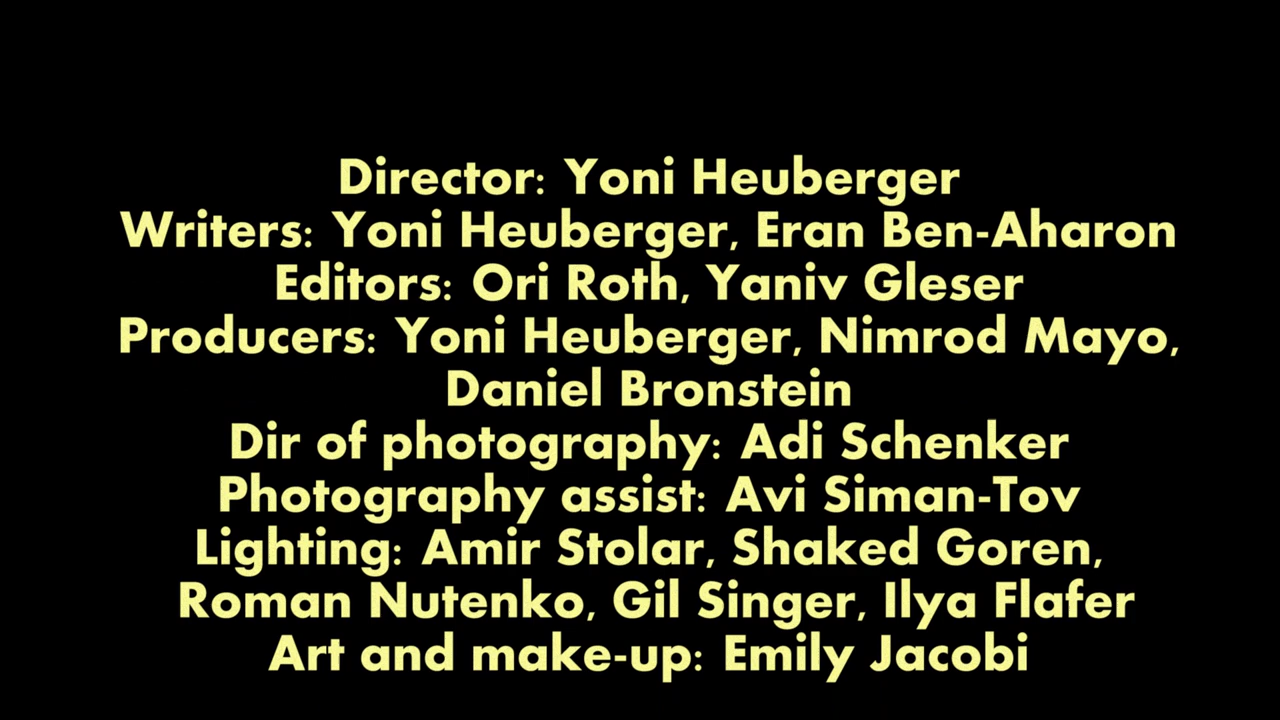 Director: Yoni Heuberger
Writers: Yoni Heuberger, Eran Ben-Aharon
Editors: Ori Roth, Yaniv Gleser
Producers: Yoni Heuberger, Nimrod Mayo,
Daniel Bronstein
Dir of photography: Adi Schenker
Photography assist: Avi Siman-Tov
Lighting: Amir Stolar, Shaked Goren,
Roman Nutenko, Gil Singer, Ilya Flafer
Art and make-up: Emily Jacobi